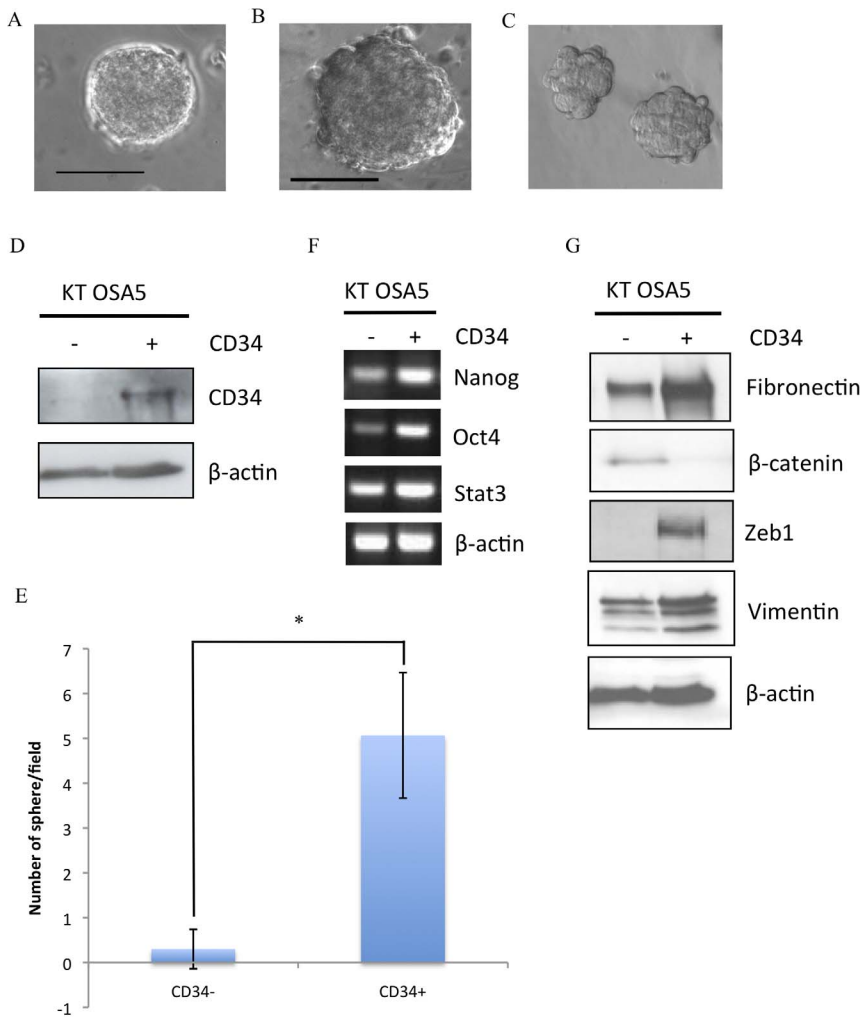 A
B
C
D
KT OSA5
- + CD34
CD34
β-actin
F
KT OSA5
- + CD34
Nanog
Oct4
Stat3
β-actin
G
KT OSA5
- + CD34
Fibronectin
β-catenin
Zeb1
Vimentin
β-actin
E
*
Number of sphere/field
7
6
5
4
3
2
1
0
-1
CD34-
CD34+